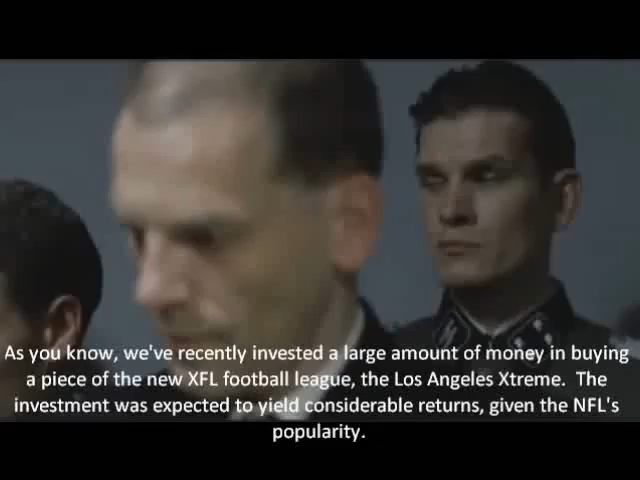 As you know, we've recently invested a large amount of money in buying
a piece of the new XFL football league, the Los Angeles Xtreme.  The
investment was expected to yield considerable returns, given the NFL's
popularity.